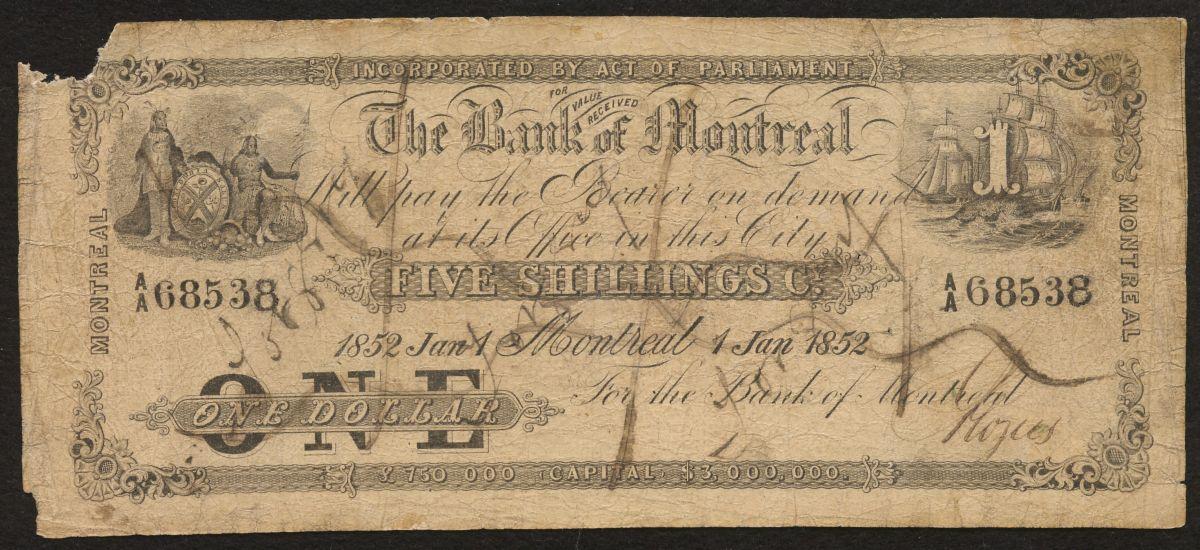 INCORPORATED BY ACT OF PARLIAMENT.
FOR VALUE RECEIVED
The Bank of Montreal
Will pay the Bearer on demand
at its Office in this City
FIVE SHILLINGS Cy.
1
MONTREAL
MONTREAL
A/A 68538
A/A 68538
1852 Jan 1 Montreal 1 Jan 1852
ONE
ONE DOLLAR
For the Bank of Montreal
£ 750 000 CAPITAL $3,000,000.